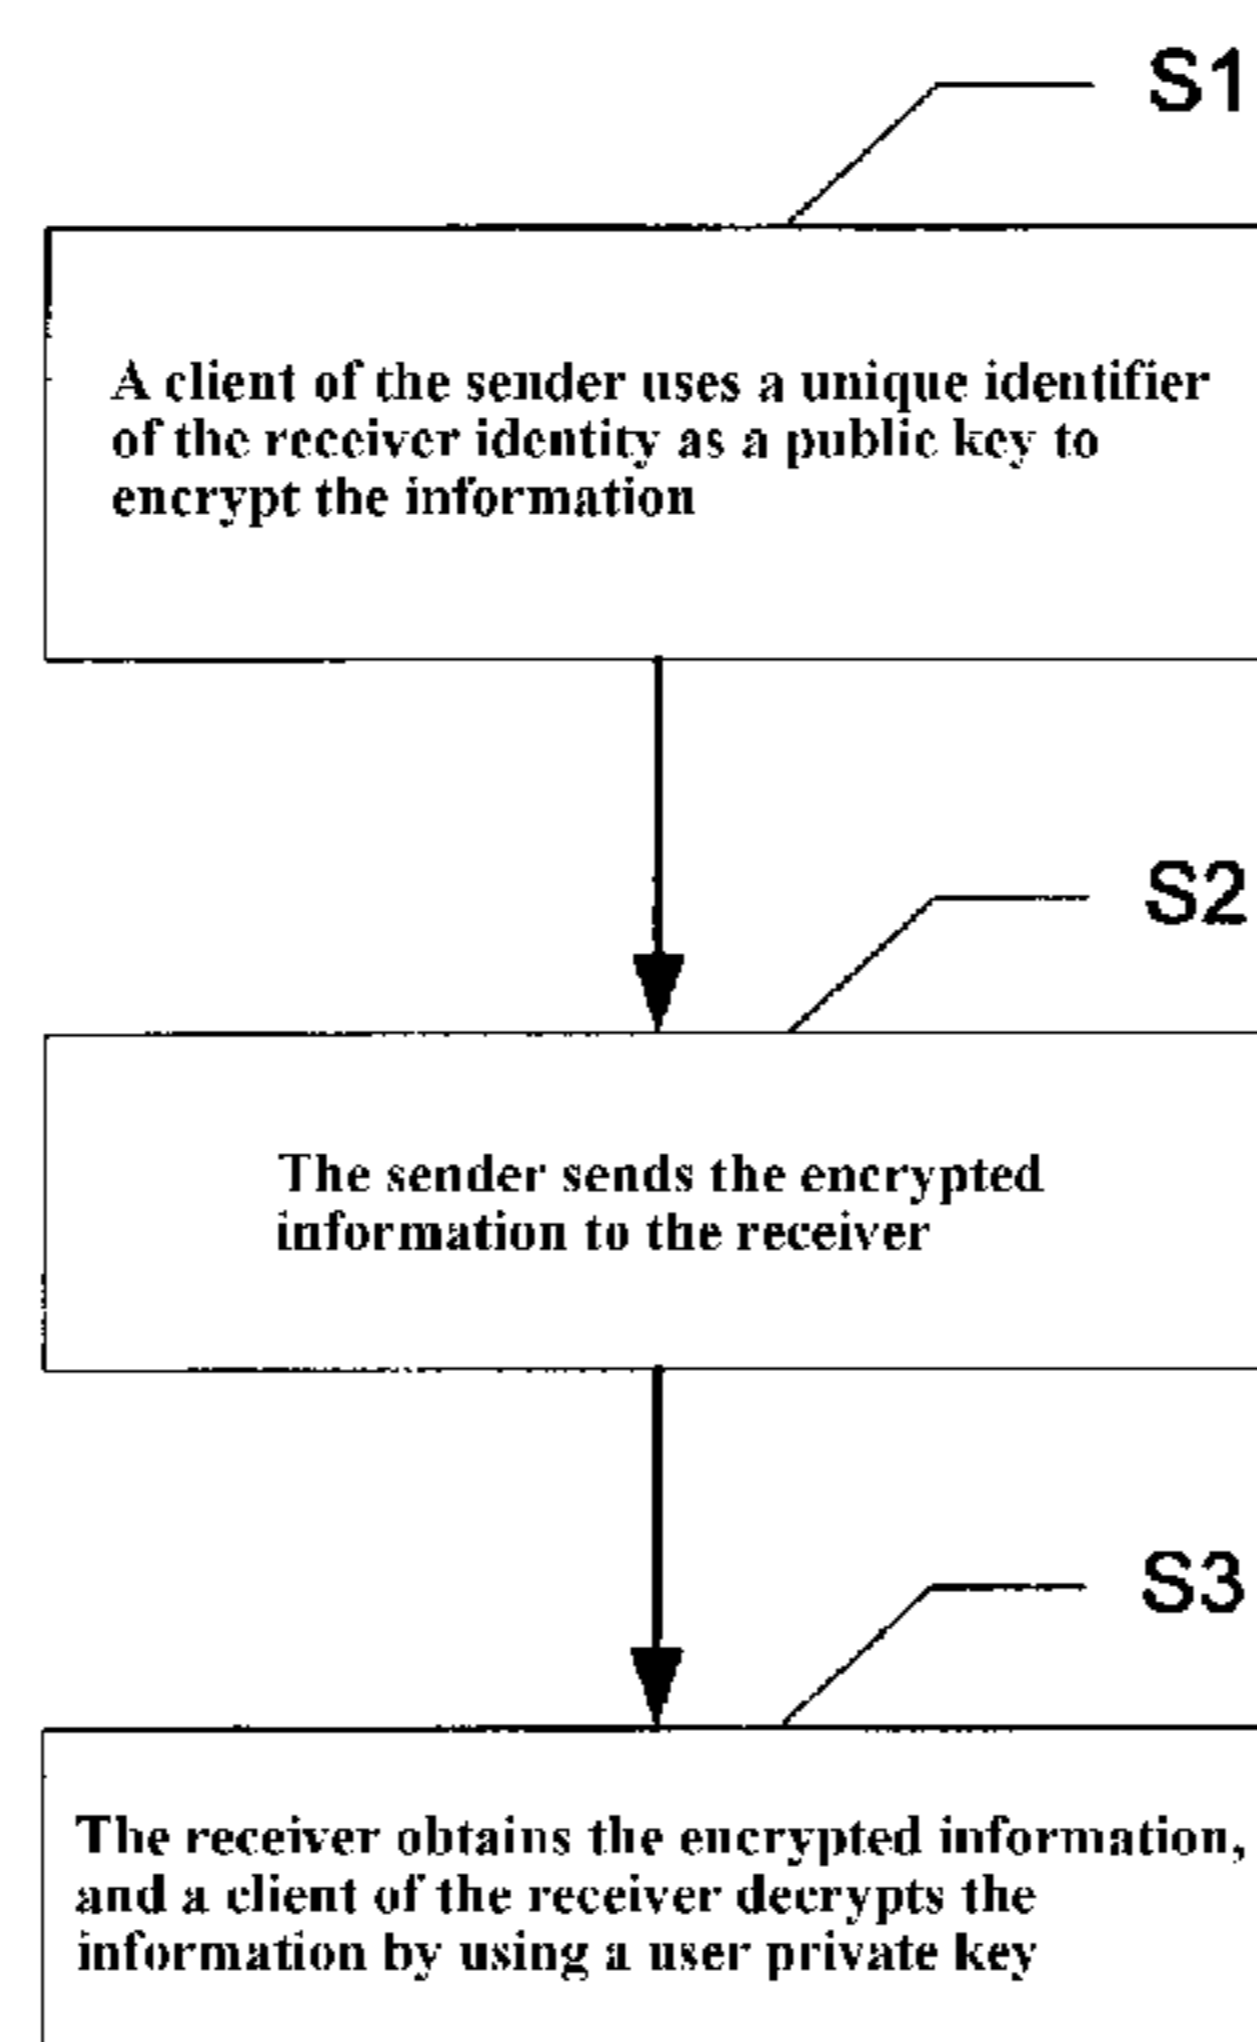 S1
A client of the sender uses a unique identifier
of the receiver identity as a public key to
encrypt the information
S2
The sender sends the encrypted
information to the receiver
S3
The receiver obtains the encrypted information,
and a client of the receiver decrypts the
information by using a user private key